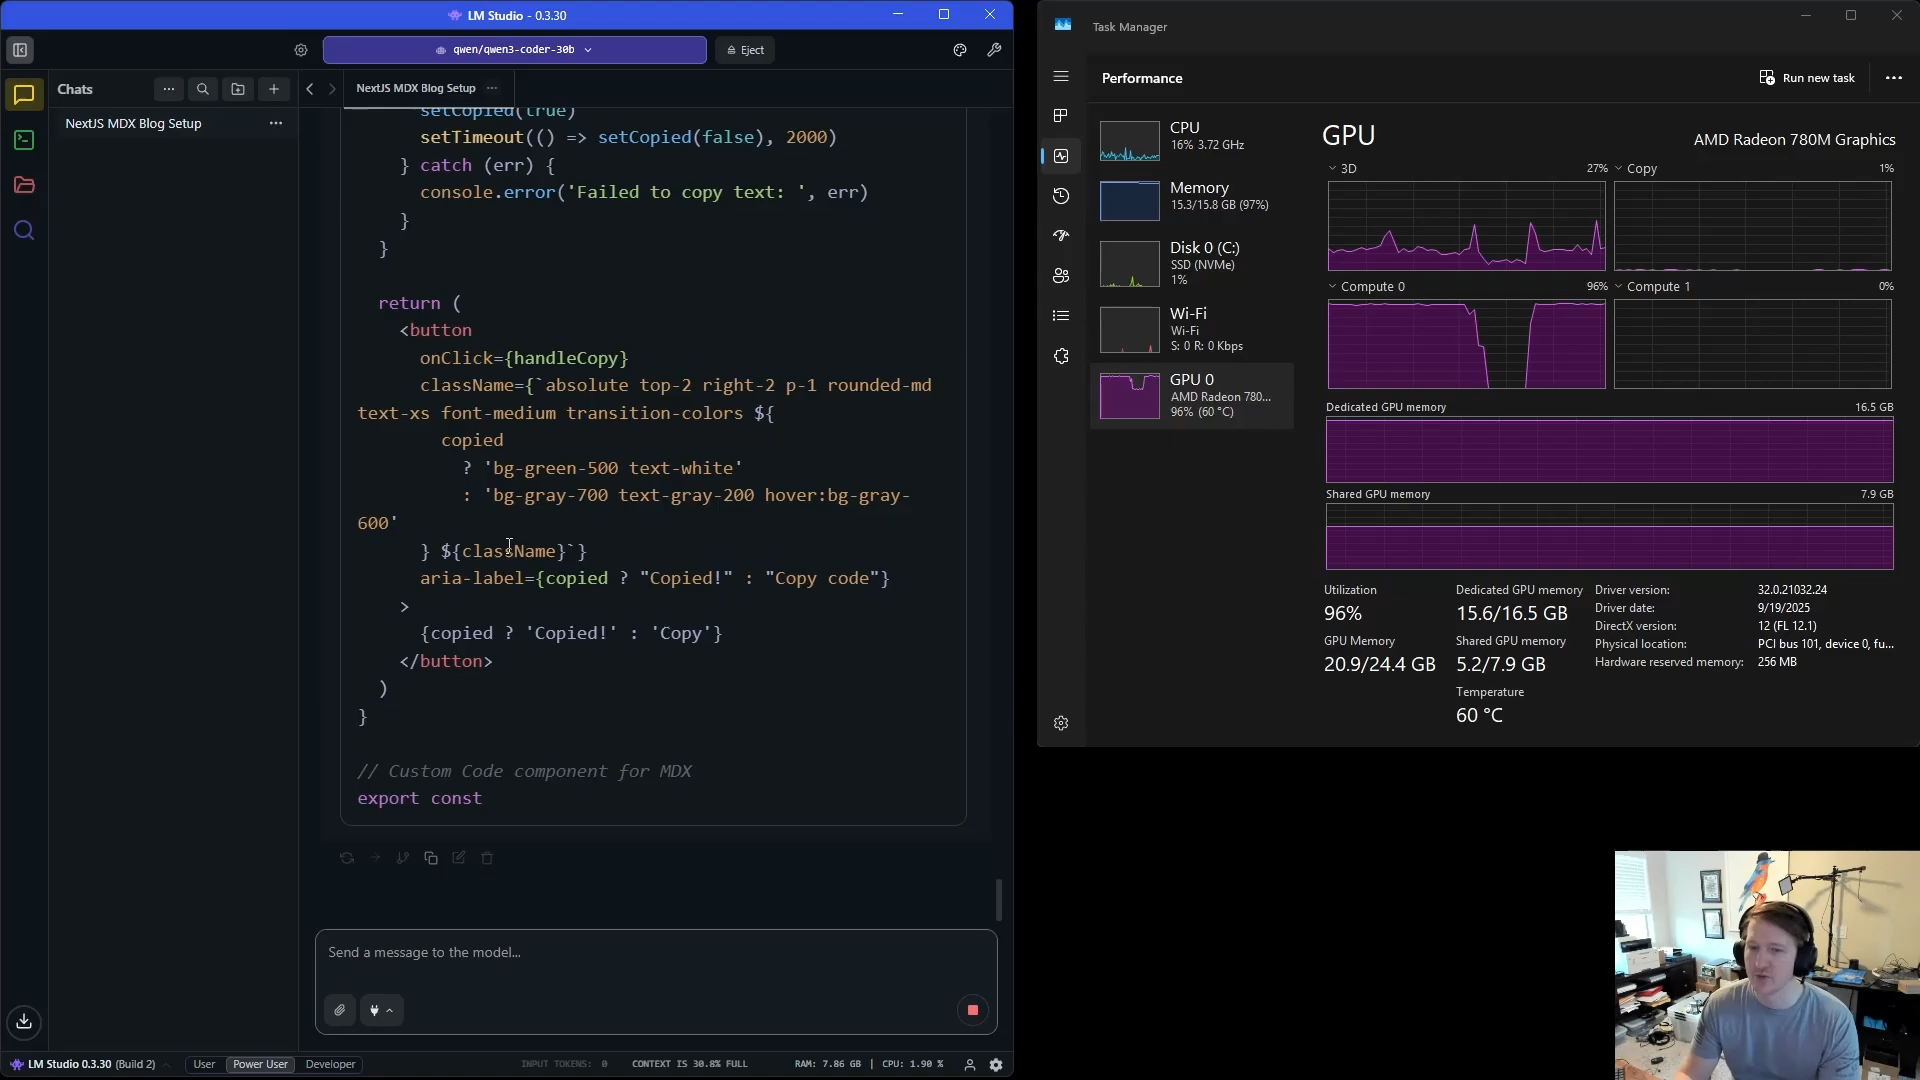 LM Studio - 0.3.30
qwen/qwen3-coder-30b
Eject
Chats
NextJS MDX Blog Setup
NextJS MDX Blog Setup
setCopied(true)
setTimeout(() => setCopied(false), 2000)
} catch (err) {
console.error('Failed to copy text: ', err)
}
}
return (
<button
onClick={handleCopy}
className={`absolute top-2 right-2 p-1 rounded-md
text-xs font-medium transition-colors ${
copied
? 'bg-green-500 text-white'
: 'bg-gray-700 text-gray-200 hover:bg-gray-
600'
} ${className}`}
aria-label={copied ? "Copied!" : "Copy code"}
>
{copied ? 'Copied!' : 'Copy'}
</button>
)
}
// Custom Code component for MDX
export const
Send a message to the model...
LM Studio 0.3.30 (Build 2)
User
Power User
Developer
INPUT TOKENS: 0
CONTEXT IS 30.8% FULL
RAM: 7.86 GB | CPU: 1.90 %
Task Manager
Performance
Run new task
CPU
16% 3.72 GHz
Memory
15.3/15.8 GB (97%)
Disk 0 (C:)
SSD (NVMe)
1%
Wi-Fi
Wi-Fi
S: 0 R: 0 Kbps
GPU 0
AMD Radeon 780...
96% (60 °C)
GPU
AMD Radeon 780M Graphics
3D 27%
Copy 1%
Compute 0 96%
Compute 1 0%
Dedicated GPU memory 16.5 GB
Shared GPU memory 7.9 GB
Utilization
96%
Dedicated GPU memory
15.6/16.5 GB
GPU Memory
20.9/24.4 GB
Shared GPU memory
5.2/7.9 GB
Temperature
60 °C
Driver version: 32.0.21032.24
Driver date: 9/19/2025
DirectX version: 12 (FL 12.1)
Physical location: PCI bus 101, device 0, fu...
Hardware reserved memory: 256 MB